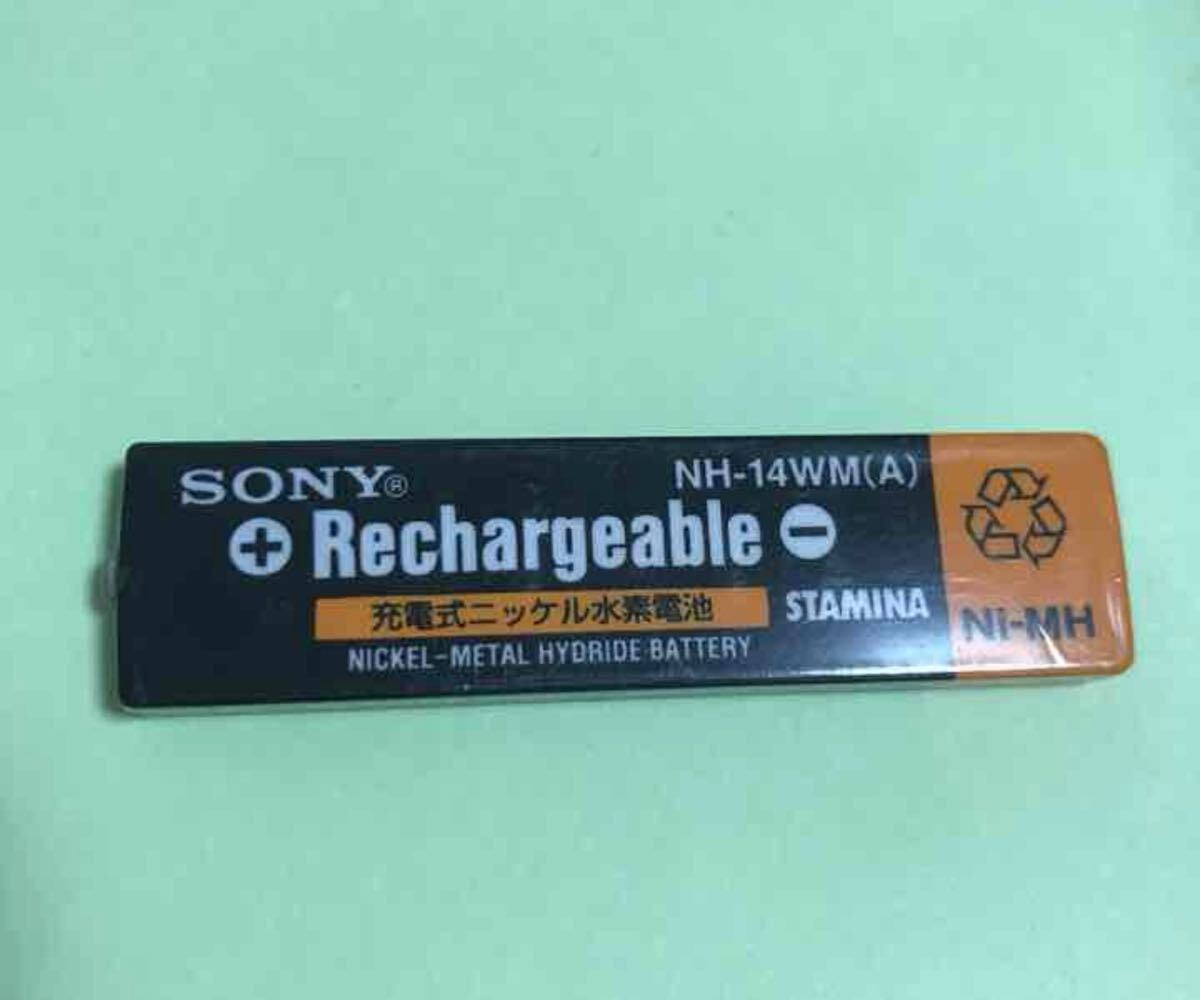 SONY® NH-14WM(A)
+ Rechargeable −
充電式ニッケル水素電池 STAMINA
NICKEL-METAL HYDRIDE BATTERY
Ni-MH